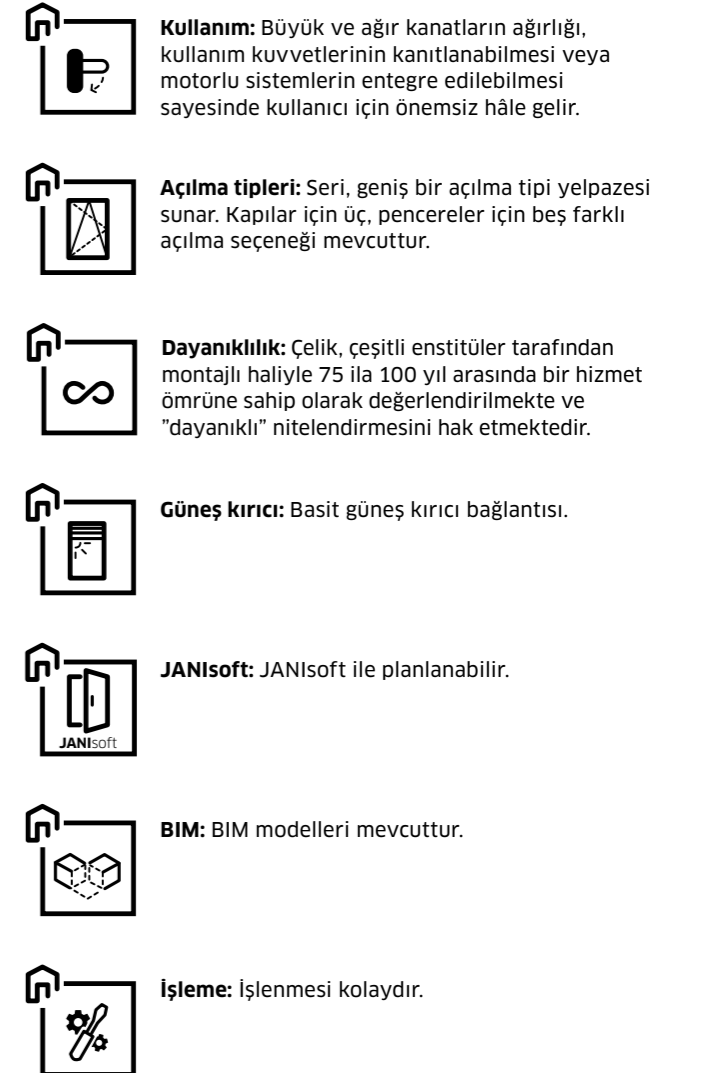 Kullanım: Büyük ve ağır kanatların ağırlığı,
kullanım kuvvetlerinin kanıtlanabilmesi veya
motorlu sistemlerin entegre edilebilmesi
sayesinde kullanıcı için önemsiz hâle gelir.
Açılma tipleri: Seri, geniş bir açılma tipi yelpazesi
sunar. Kapılar için üç, pencereler için beş farklı
açılma seçeneği mevcuttur.
Dayanıklılık: Çelik, çeşitli enstitüler tarafından
montajlı haliyle 75 ila 100 yıl arasında bir hizmet
ömrüne sahip olarak değerlendirilmekte ve
”dayanıklı” nitelendirmesini hak etmektedir.
Güneş kırıcı: Basit güneş kırıcı bağlantısı.
JANIsoft: JANIsoft ile planlanabilir.
JANIsoft
BIM: BIM modelleri mevcuttur.
İşleme: İşlenmesi kolaydır.